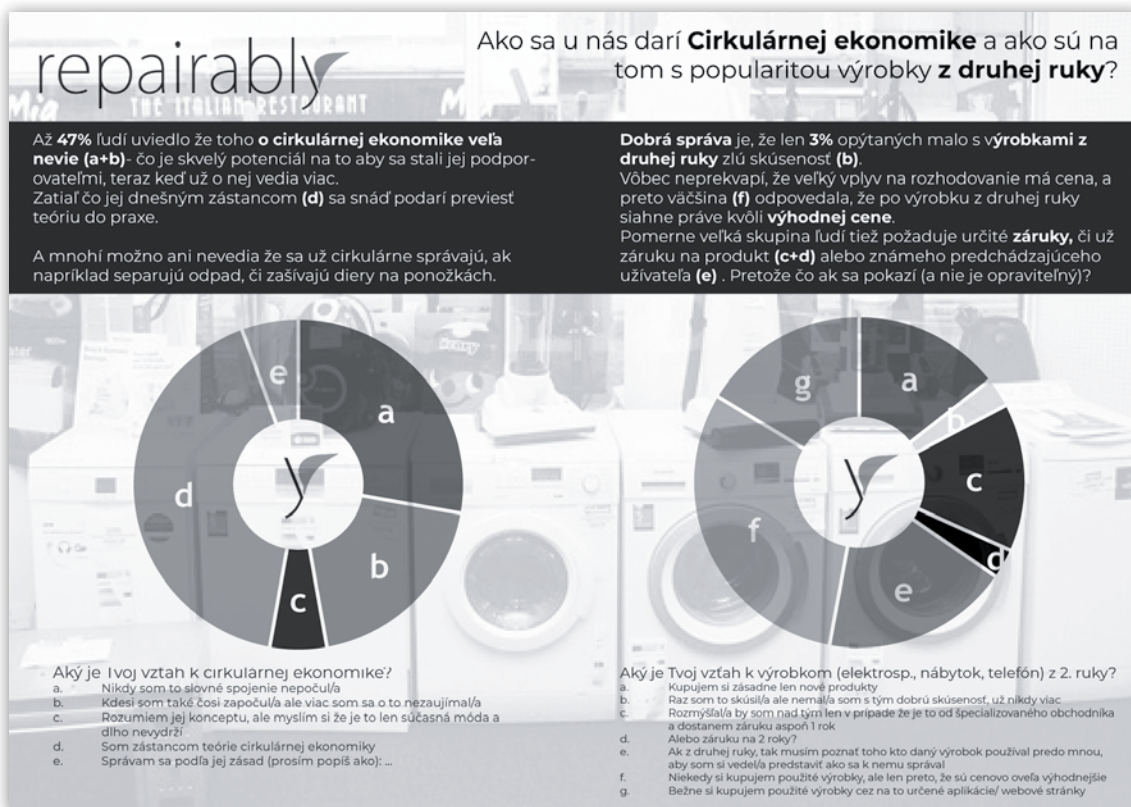 repairably
Ako sa u nás darí Cirkulárnej ekonomike a ako sú na
tom s popularitou výrobky z druhej ruky?
Mia
THE ITALIAN RESTAURANT
M
Až 47% ľudí uviedlo že toho o cirkulárnej ekonomike veľa
nevie (a+b)- čo je skvelý potenciál na to aby sa stali jej podpor-
ovateľmi, teraz keď už o nej vedia viac.
Zatiaľ čo jej dnešným zástancom (d) sa snáď podarí previesť
teóriu do praxe.
A mnohí možno ani nevedia že sa už cirkulárne správajú, ak
napríklad separujú odpad, či zašívajú diery na ponožkách.
Dobrá správa je, že len 3% opýtaných malo s výrobkami z
druhej ruky zlú skúsenosť (b).
Vôbec neprekvapí, že veľký vplyv na rozhodovanie má cena, a
preto väčšina (f) odpovedala, že po výrobku z druhej ruky
siahne práve kvôli výhodnej cene.
Pomerne veľká skupina ľudí tiež požaduje určité záruky, či už
záruku na produkt (c+d) alebo známeho predchádzajúceho
užívateľa (e) . Pretože čo ak sa pokazí (a nie je opraviteľný)?
e
a
d
b
c
g
a
b
c
f
d
e
Aký je Tvoj vzťah k cirkulárnej ekonomike?
a. Nikdy som to slovné spojenie nepočul/a
b. Kdesi som také čosi započul/a ale viac som sa o to nezaujímal/a
c. Rozumiem jej konceptu, ale myslím si že je to len súčasná móda a
dlho nevydrží
d. Som zástancom teórie cirkulárnej ekonomiky
e. Správam sa podľa jej zásad (prosím popíš ako): ...
Aký je Tvoj vzťah k výrobkom (elektrosp., nábytok, telefón) z 2. ruky?
a. Kupujem si zásadne len nové produkty
b. Raz som to skúsil/a ale nemal/a som s tým dobrú skúsenosť, už nikdy viac
c. Rozmýšľal/a by som nad tým len v prípade že je to od špecializovaného obchodníka
a dostanem záruku aspoň 1 rok
d. Alebo záruku na 2 roky?
e. Ak z druhej ruky, tak musím poznať toho kto daný výrobok používal predo mnou,
aby som si vedel/a predstaviť ako sa k nemu správal
f. Niekedy si kupujem použité výrobky, ale len preto, že sú cenovo oveľa výhodnejšie
g. Bežne si kupujem použité výrobky cez na to určené aplikácie/ webové stránky